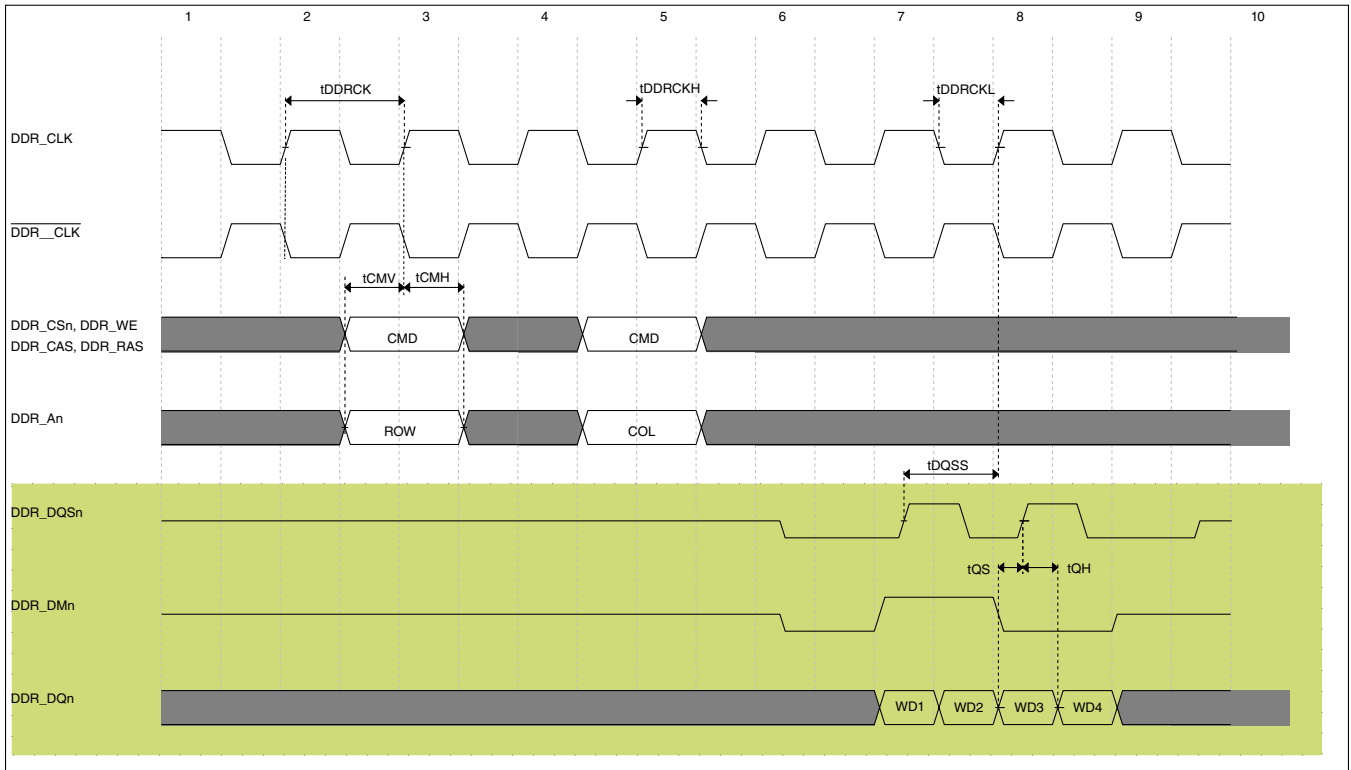 1 2 3 4 5 6 7 8 9 10
tDDRCK tDDRCKH tDDRCKL
DDR_CLK
DDR__CLK
tCMV tCMH
DDR_CSn, DDR_WE
DDR_CAS, DDR_RAS
CMD CMD
DDR_An
ROW COL
tDQSS
DDR_DQSn
tQS tQH
DDR_DMn
DDR_DQn
WD1 WD2 WD3 WD4